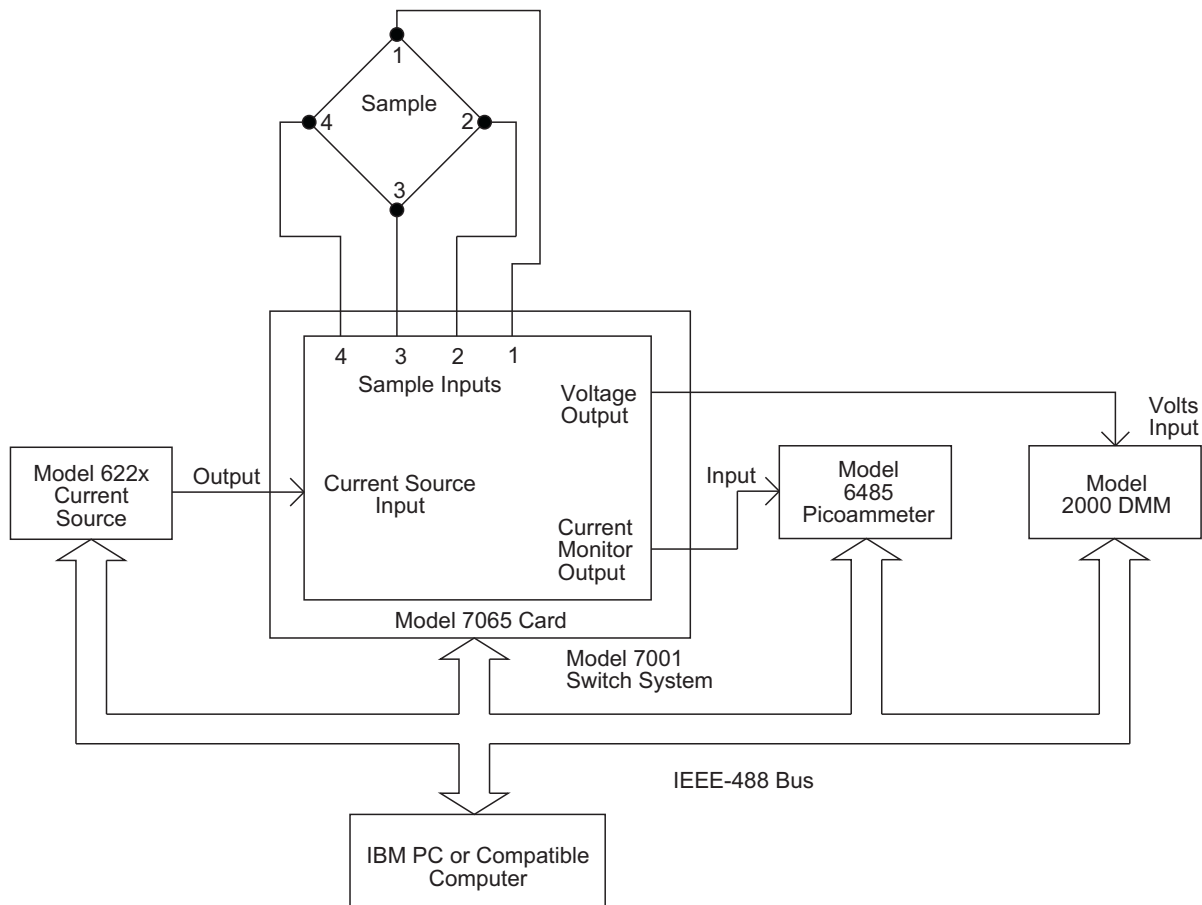 1
Sample
4
2
3
4
3
2
1
Sample Inputs
Voltage
Output
Volts
Input
Model 622x
Current
Source
Output
Current Source
Input
Input
Model
6485
Picoammeter
Model
2000 DMM
Current
Monitor
Output
Model 7065 Card
Model 7001
Switch System
IEEE-488 Bus
IBM PC or Compatible
Computer